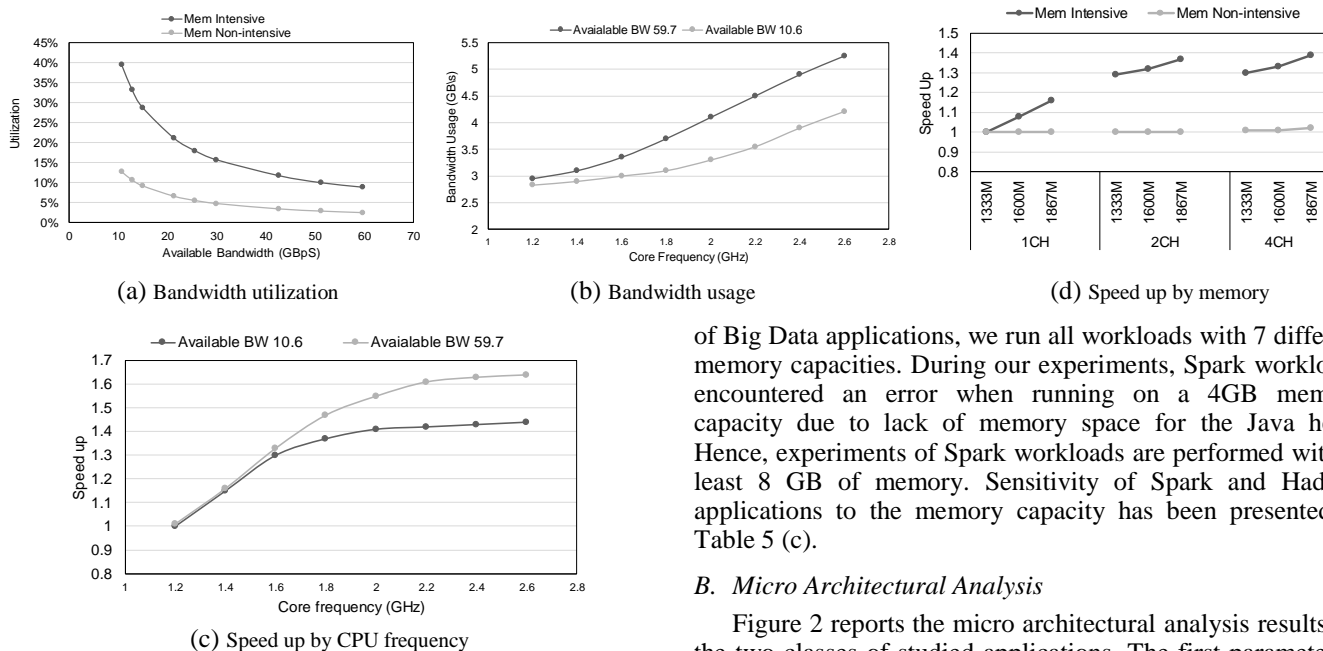 Mem Intensive
Mem Non-intensive
45%
40%
35%
30%
25%
20%
15%
10%
5%
0%
Utilization
0 10 20 30 40 50 60 70
Available Bandwidth (GBpS)
(a) Bandwidth utilization
Avaialable BW 59.7 Available BW 10.6
5.5
5
4.5
4
3.5
3
2.5
2
Bandwidth Usage (GB\s)
1 1.2 1.4 1.6 1.8 2 2.2 2.4 2.6 2.8
Core Frequency (GHz)
(b) Bandwidth usage
Mem Intensive Mem Non-intensive
1.5
1.4
1.3
1.2
1.1
1
0.9
0.8
Speed Up
1333M 1600M 1867M 1333M 1600M 1867M 1333M 1600M 1867M
1CH 2CH 4CH
(d) Speed up by memory
Available BW 10.6 Avaialable BW 59.7
1.7
1.6
1.5
1.4
1.3
1.2
1.1
1
0.9
0.8
Speed up
1 1.2 1.4 1.6 1.8 2 2.2 2.4 2.6 2.8
Core frequency (GHz)
(c) Speed up by CPU frequency
of Big Data applications, we run all workloads with 7 diffe
memory capacities. During our experiments, Spark worklo
encountered an error when running on a 4GB mem
capacity due to lack of memory space for the Java h
Hence, experiments of Spark workloads are performed wit
least 8 GB of memory. Sensitivity of Spark and Had
applications to the memory capacity has been presented
Table 5 (c).
B. Micro Architectural Analysis
Figure 2 reports the micro architectural analysis results
the two classes of studied applications. The first paramete